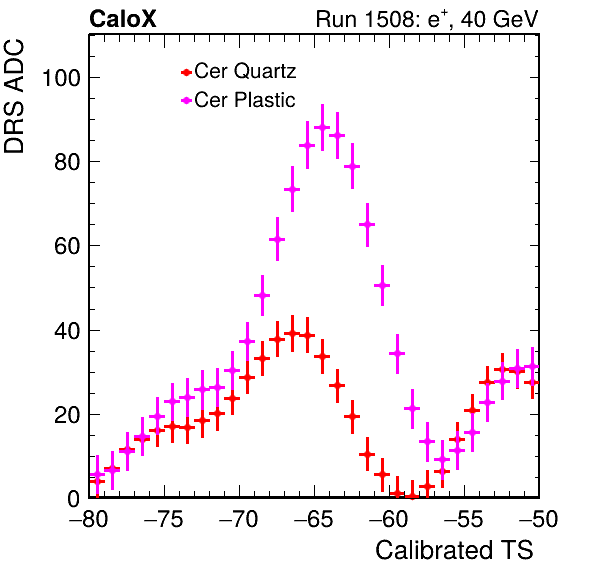 CaloX Run 1508: e⁺, 40 GeV
DRS ADC
Cer Quartz
Cer Plastic
100
80
60
40
20
0
−80 −75 −70 −65 −60 −55 −50
Calibrated TS